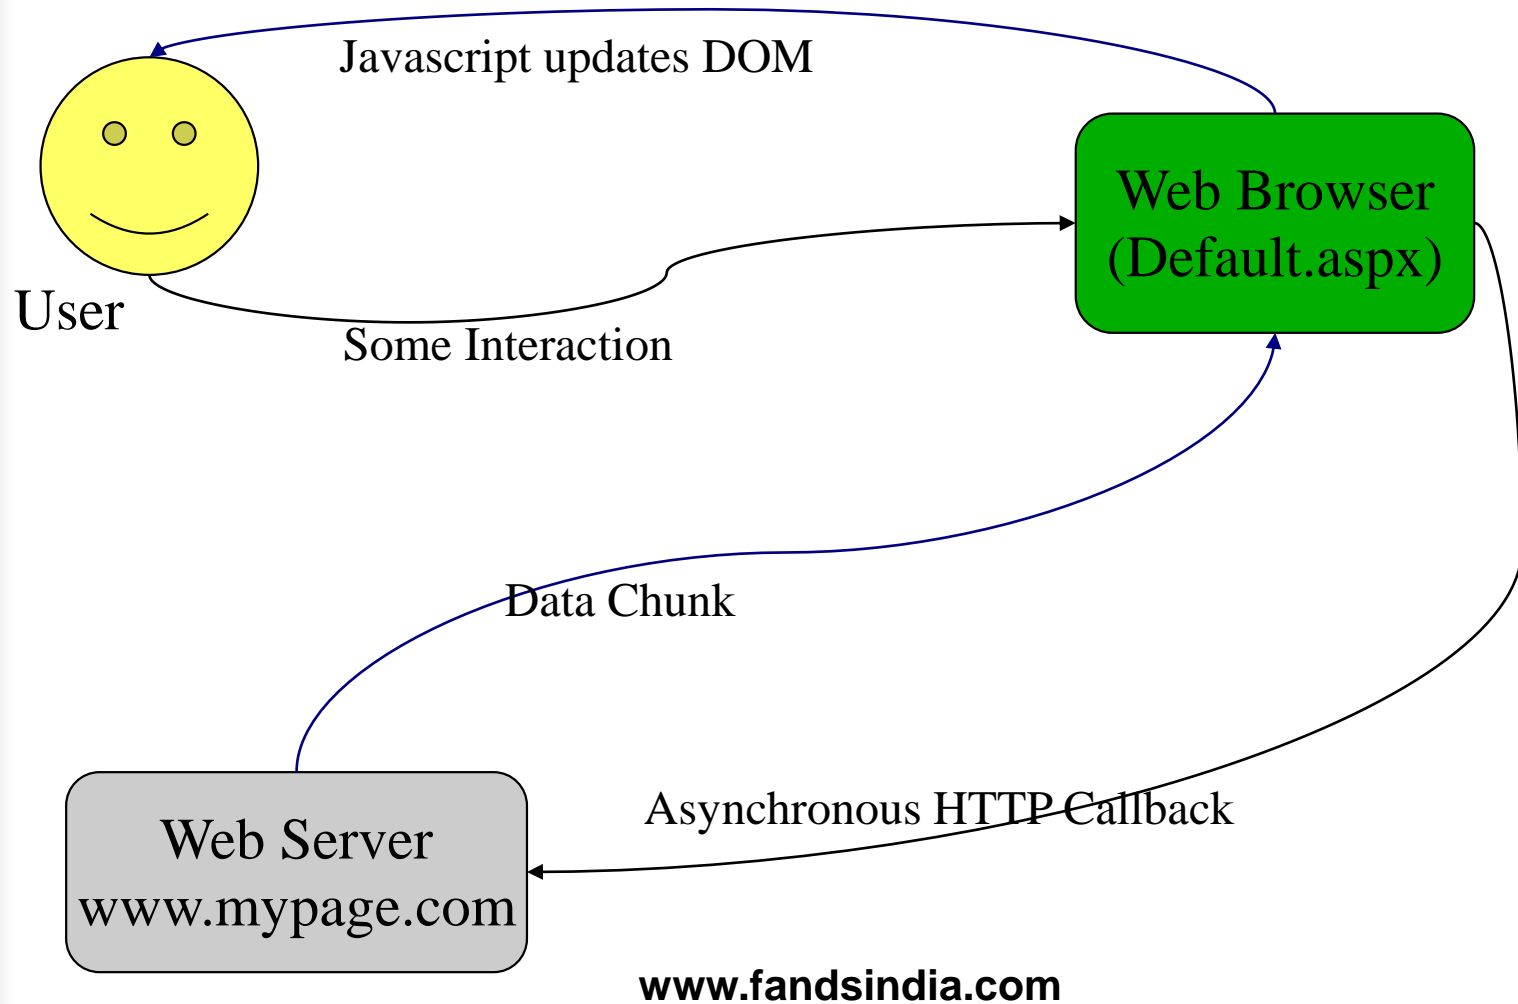 Javascript updates DOM
Web Browser
(Default.aspx)
User
Some Interaction
Data Chunk
Asynchronous HTTP Callback
Web Server
www.mypage.com
www.fandsindia.com